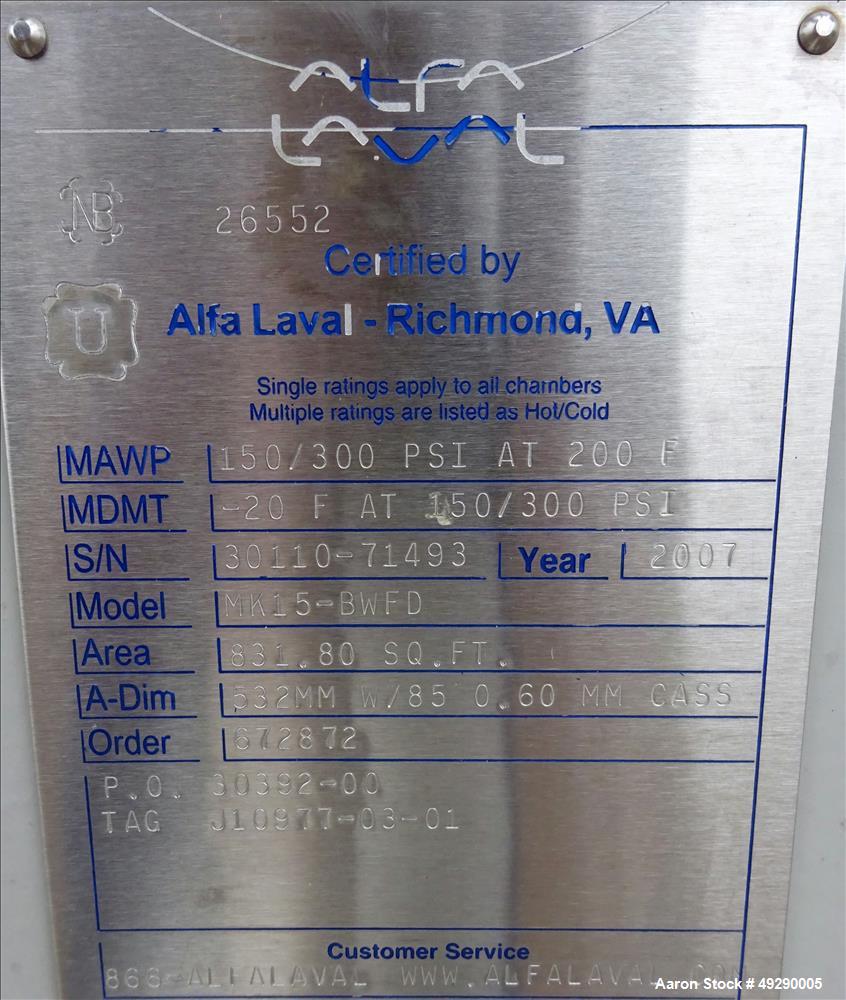 ALFA
LAVAL
NB 26552
Certified by
U
Alfa Laval - Richmond, VA
Single ratings apply to all chambers
Multiple ratings are listed as Hot/Cold
MAWP 150/300 PSI AT 200 F
MDMT -20 F AT 150/300 PSI
S/N 30110-71493 Year 2007
Model MK15-BWFD
Area 831.80 SQ.FT.
A-Dim 532MM W/85 0.60 MM CASS
Order 672872
P.O. 30392-00
TAG J10977-03-01
Customer Service
866-ALFALAVAL WWW.ALFALAVAL.COM
Aaron Stock # 49290005